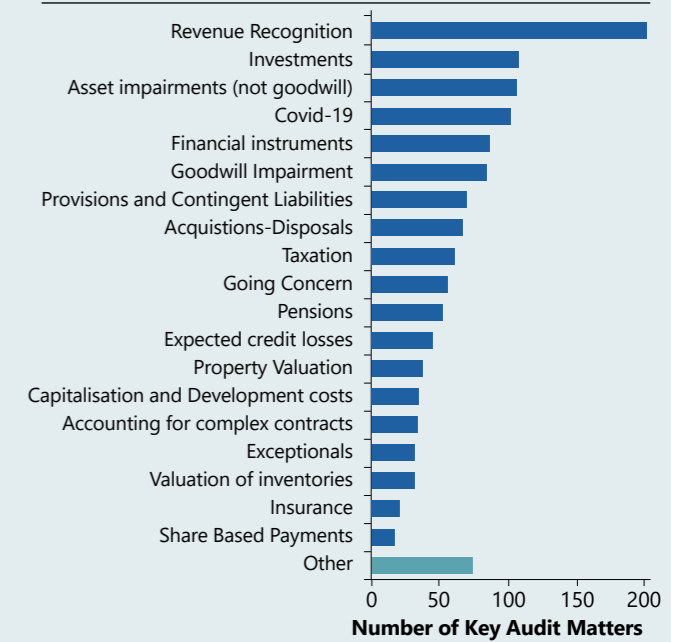 Revenue Recognition
Investments
Asset impairments (not goodwill)
Covid-19
Financial instruments
Goodwill Impairment
Provisions and Contingent Liabilities
Acquistions-Disposals
Taxation
Going Concern
Pensions
Expected credit losses
Property Valuation
Capitalisation and Development costs
Accounting for complex contracts
Exceptionals
Valuation of inventories
Insurance
Share Based Payments
Other
0 50 100 150 200
Number of Key Audit Matters